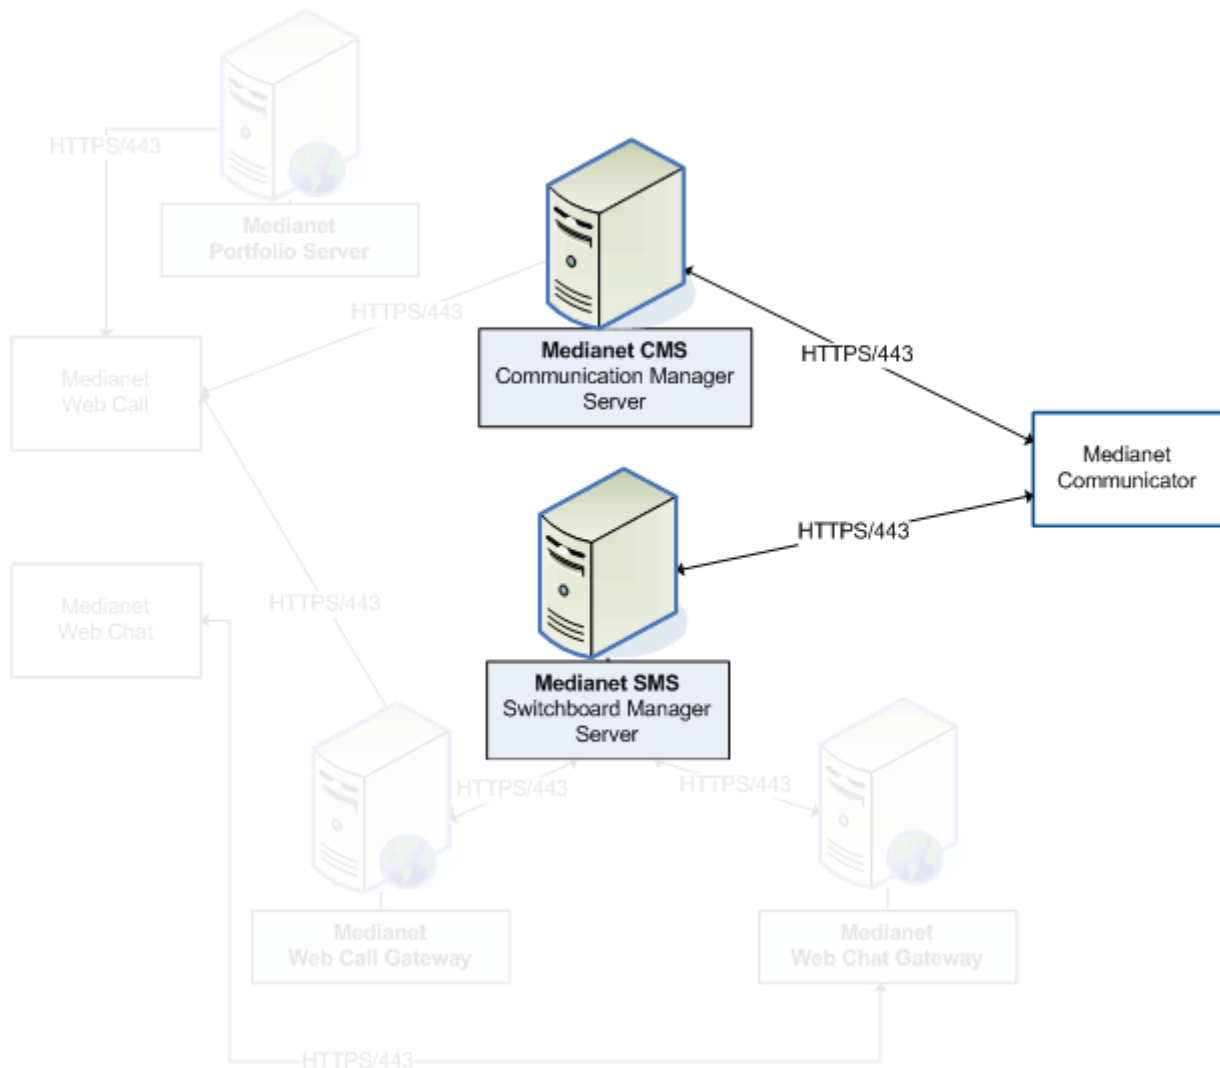 HTTPS/443
Medianet
Portfolio Server
HTTPS/443
Medianet CMS
Communication Manager
Server
HTTPS/443
Medianet
Web Call
Medianet
Communicator
HTTPS/443
Medianet
Web Chat
HTTPS/443
Medianet SMS
Switchboard Manager
Server
HTTPS/443
HTTPS/443
Medianet
Web Call Gateway
Medianet
Web Chat Gateway
HTTPS/443